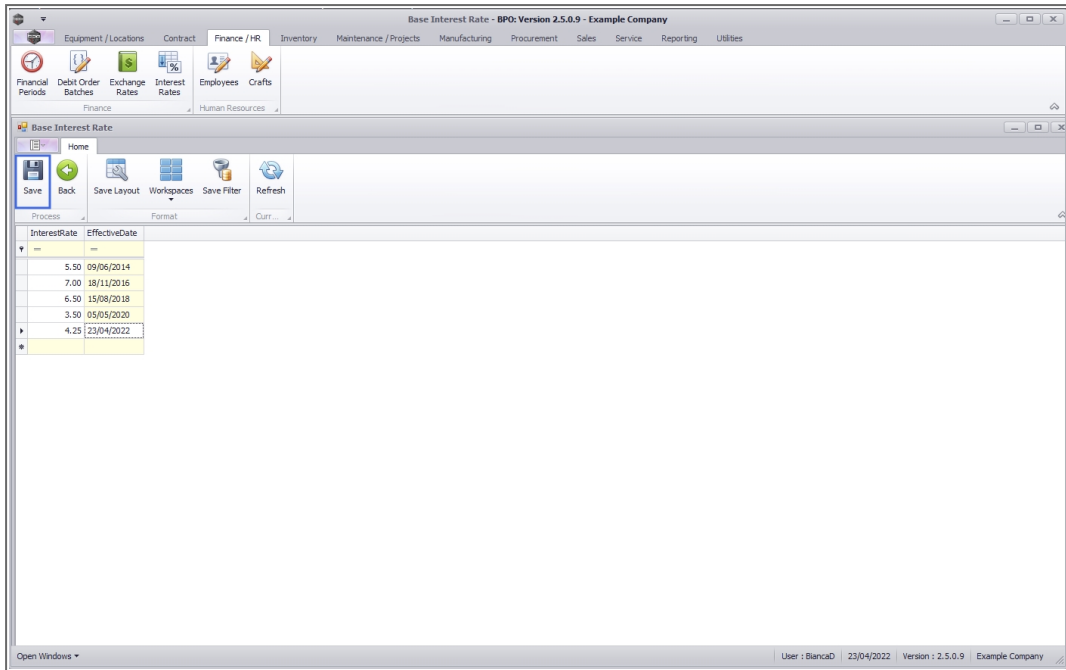 Base Interest Rate - BPO: Version 2.5.0.9 - Example Company
Equipment / Locations Contract Finance / HR Inventory Maintenance / Projects Manufacturing Procurement Sales Service Reporting Utilities
Financial Periods Debit Order Batches Exchange Rates Interest Rates Employees Crafts
Finance Human Resources
Base Interest Rate
Home
Save Back Save Layout Workspaces Save Filter Refresh
Process Format Curr...
InterestRate EffectiveDate
= =
5.50 09/06/2014
7.00 18/11/2016
6.50 15/08/2018
3.50 05/05/2020
4.25 23/04/2022
Open Windows User : BiancaD 23/04/2022 Version : 2.5.0.9 Example Company